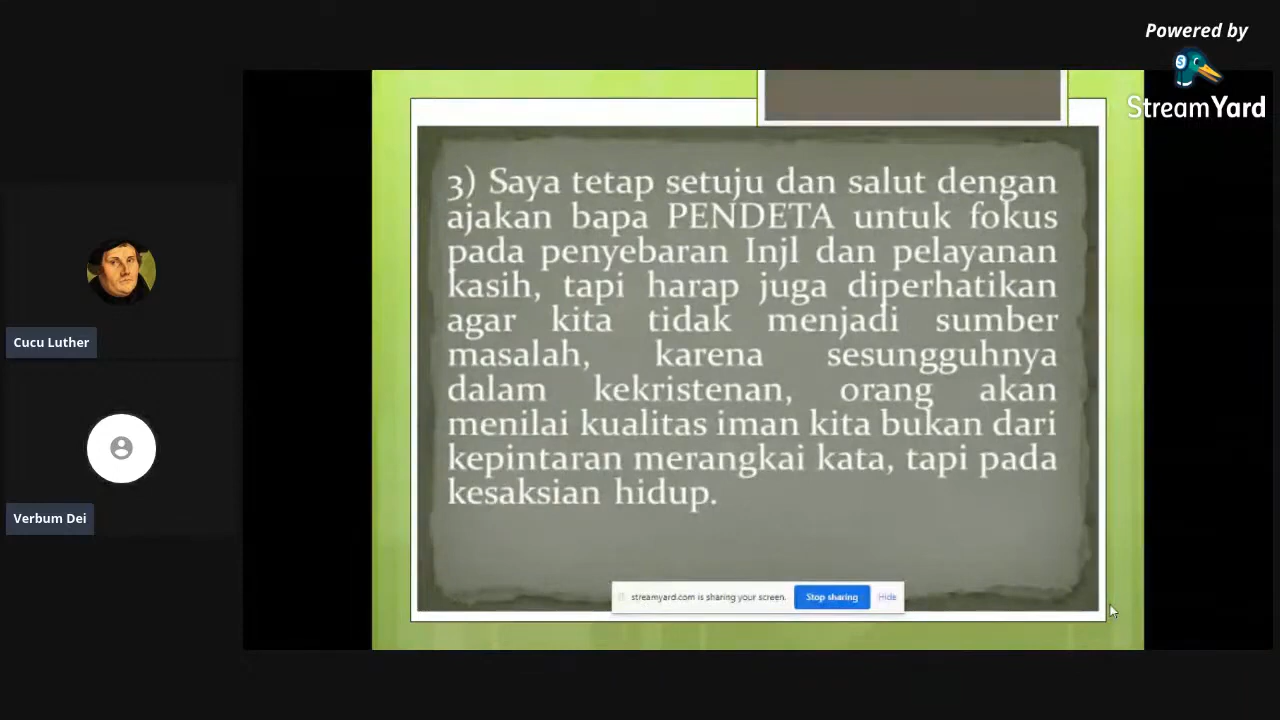 Powered by
StreamYard
3) Saya tetap setuju dan salut dengan
ajakan bapa PENDETA untuk fokus
pada penyebaran Injl dan pelayanan
kasih, tapi harap juga diperhatikan
agar kita tidak menjadi sumber
masalah, karena sesungguhnya
dalam kekristenan, orang akan
menilai kualitas iman kita bukan dari
kepintaran merangkai kata, tapi pada
kesaksian hidup.
Cucu Luther
Verbum Dei
streamyard.com is sharing your screen. Stop sharing Hide